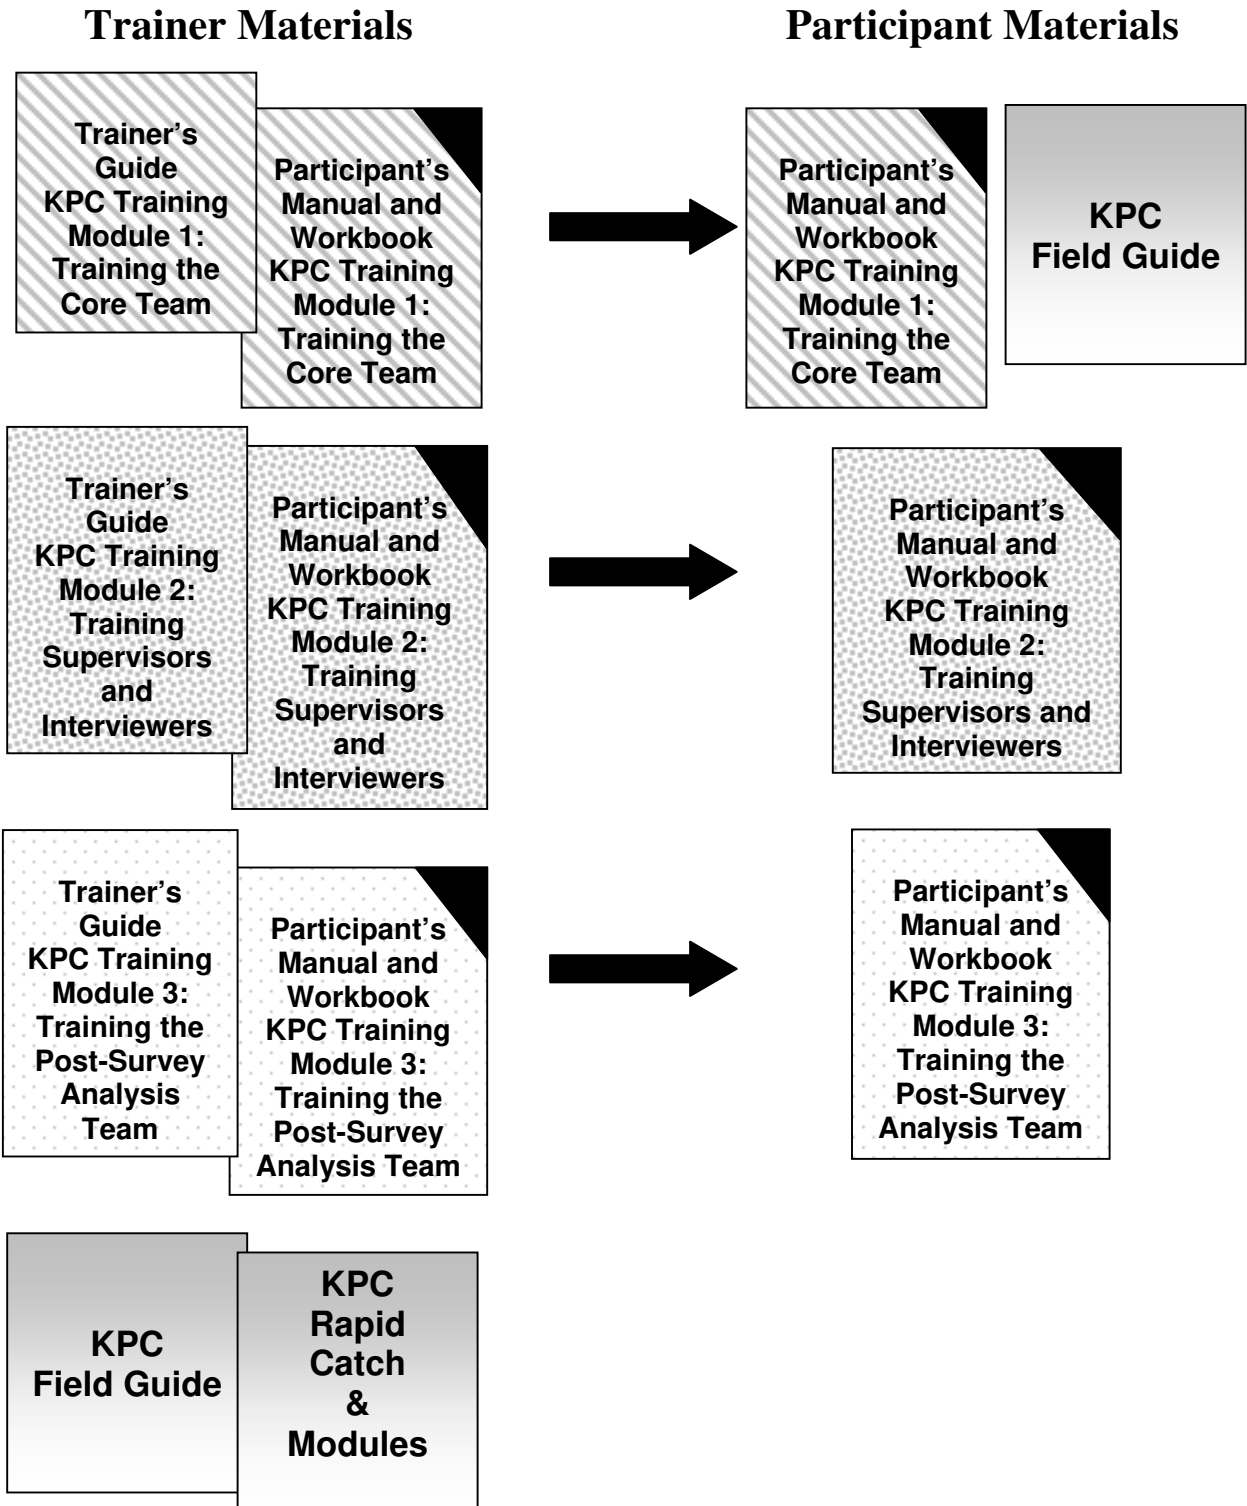 Trainer Materials
Participant Materials
Trainer's
Guide
KPC Training
Module 1:
Training the
Core Team
Participant's
Manual and
Workbook
KPC Training
Module 1:
Training the
Core Team
Participant's
Manual and
Workbook
KPC Training
Module 1:
Training the
Core Team
KPC
Field Guide
Trainer's
Guide
KPC Training
Module 2:
Training
Supervisors
and
Interviewers
Participant's
Manual and
Workbook
KPC Training
Module 2:
Training
Supervisors
and
Interviewers
Participant's
Manual and
Workbook
KPC Training
Module 2:
Training
Supervisors and
Interviewers
Trainer's
Guide
KPC Training
Module 3:
Training the
Post-Survey
Analysis
Team
Participant's
Manual and
Workbook
KPC Training
Module 3:
Training the
Post-Survey
Analysis Team
Participant's
Manual and
Workbook
KPC Training
Module 3:
Training the
Post-Survey
Analysis Team
KPC
Field Guide
KPC
Rapid
Catch
&
Modules